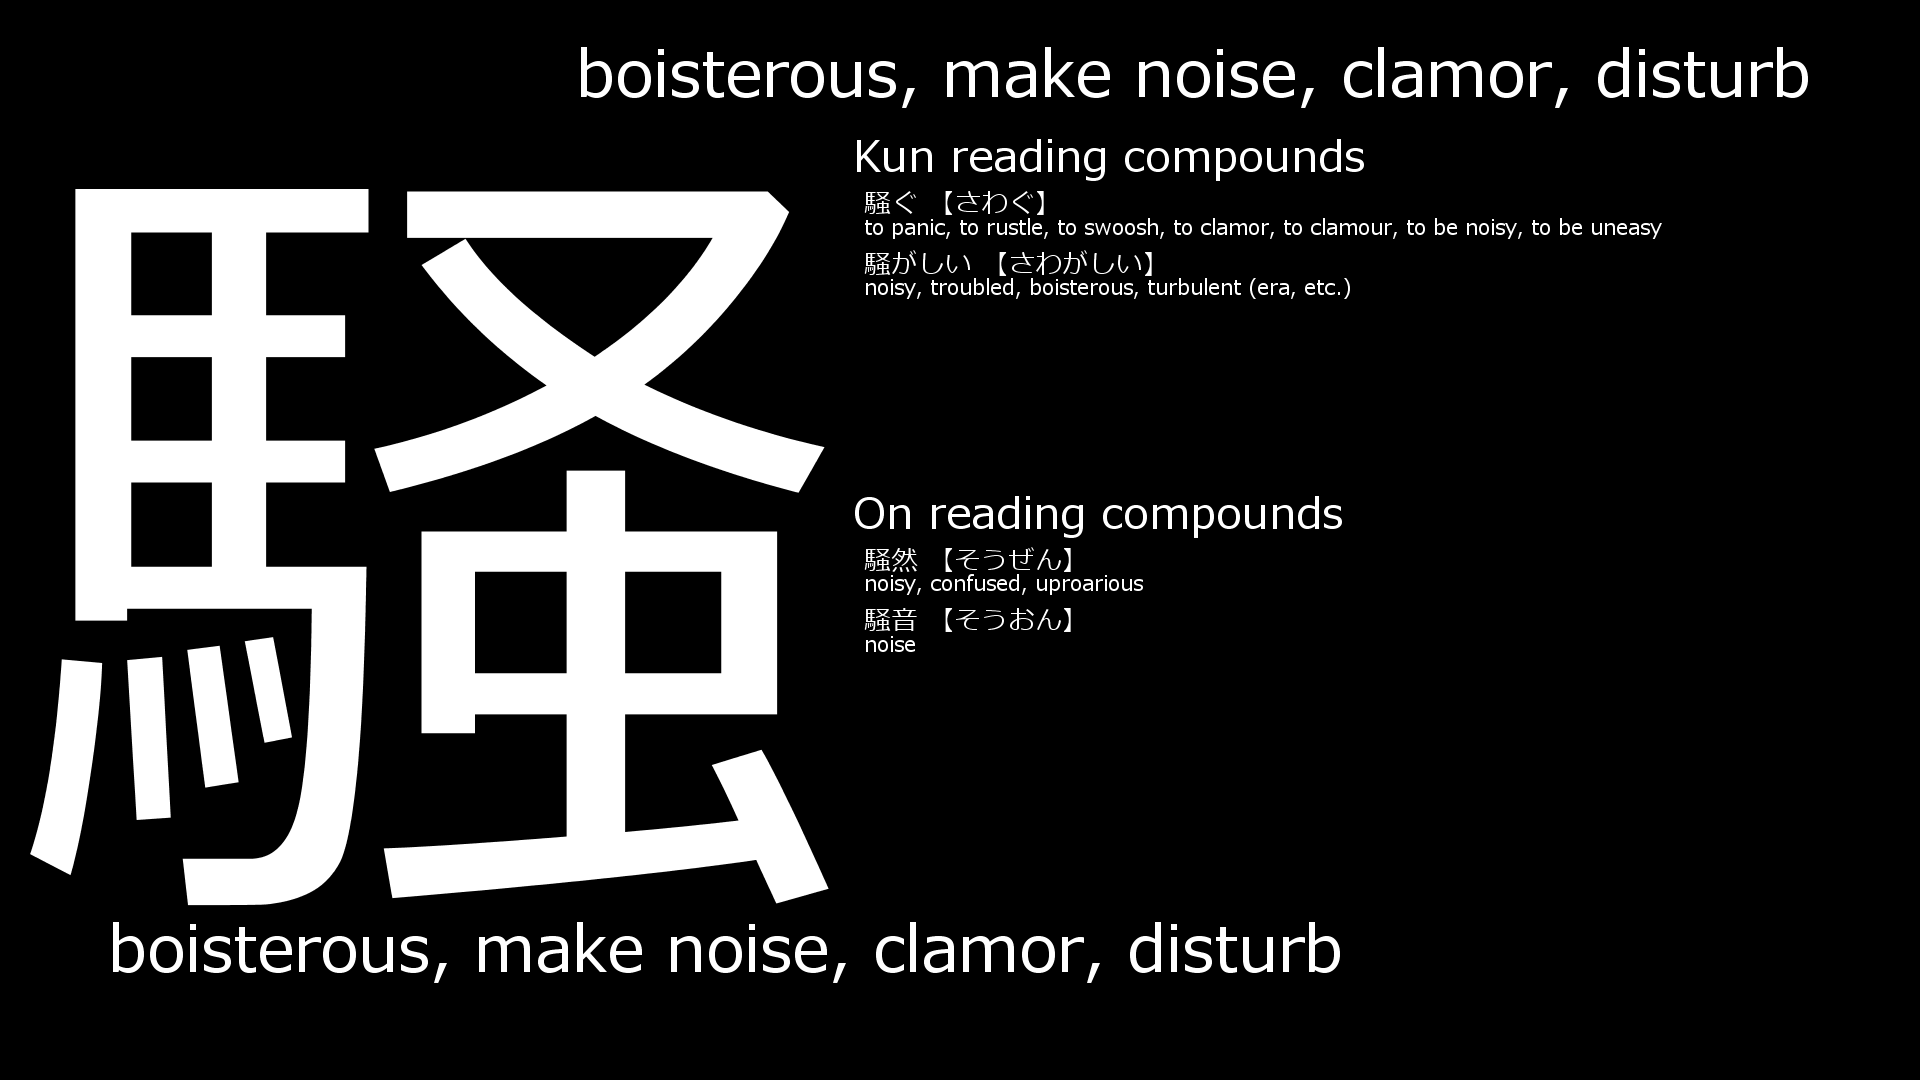 boisterous, make noise, clamor, disturb
騒
Kun reading compounds
騒ぐ 【さわぐ】
to panic, to rustle, to swoosh, to clamor, to clamour, to be noisy, to be uneasy
騒がしい 【さわがしい】
noisy, troubled, boisterous, turbulent (era, etc.)
On reading compounds
騒然 【そうぜん】
noisy, confused, uproarious
騒音 【そうおん】
noise
boisterous, make noise, clamor, disturb